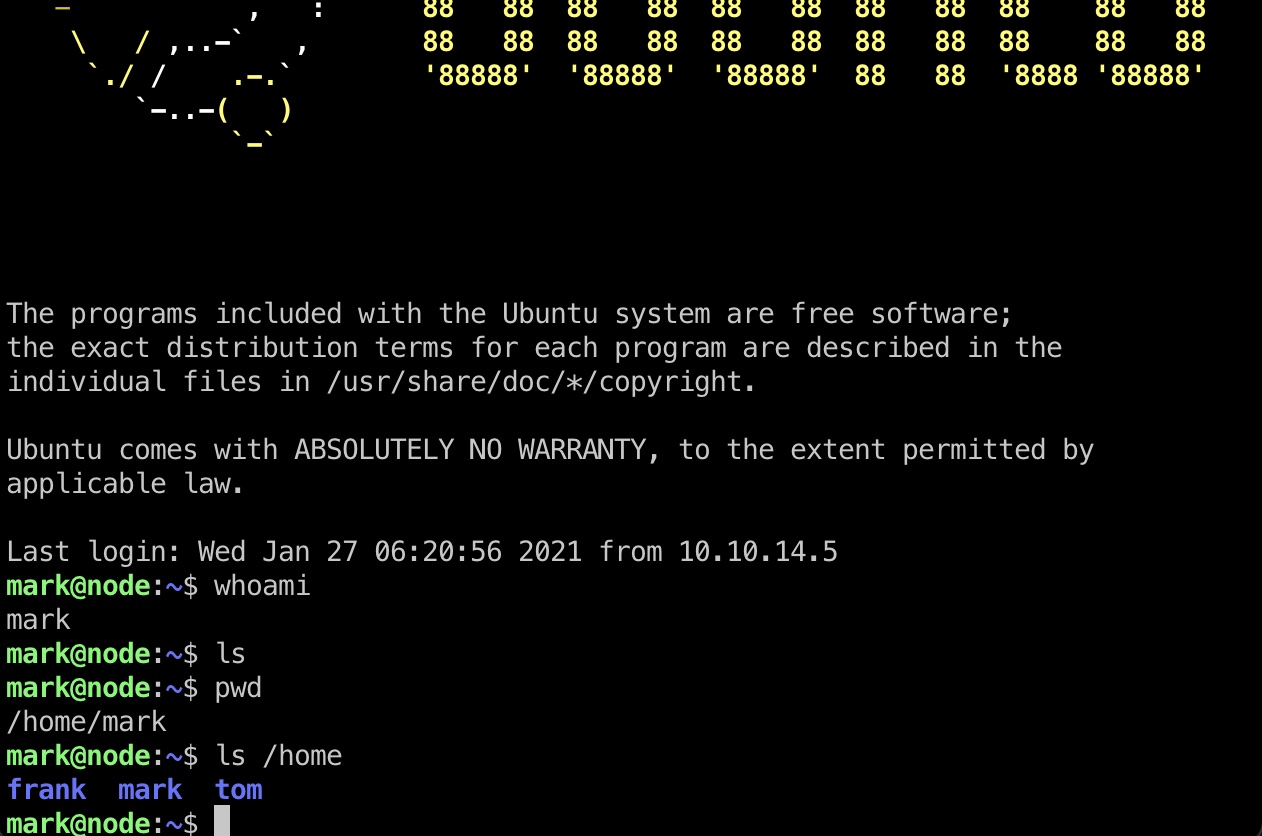 _            ,   :      88   88  88   88  88   88  88   88  88    88   88
\   / ,..-`   ,       88   88  88   88  88   88  88   88  88    88   88
`./ /    .-.`        '88888'  '88888'  '88888'  88   88  '8888 '88888'
`-..-(   )
`-`
The programs included with the Ubuntu system are free software;
the exact distribution terms for each program are described in the
individual files in /usr/share/doc/*/copyright.
Ubuntu comes with ABSOLUTELY NO WARRANTY, to the extent permitted by
applicable law.
Last login: Wed Jan 27 06:20:56 2021 from 10.10.14.5
mark@node:~$ whoami
mark
mark@node:~$ ls
mark@node:~$ pwd
/home/mark
mark@node:~$ ls /home
frank  mark  tom
mark@node:~$